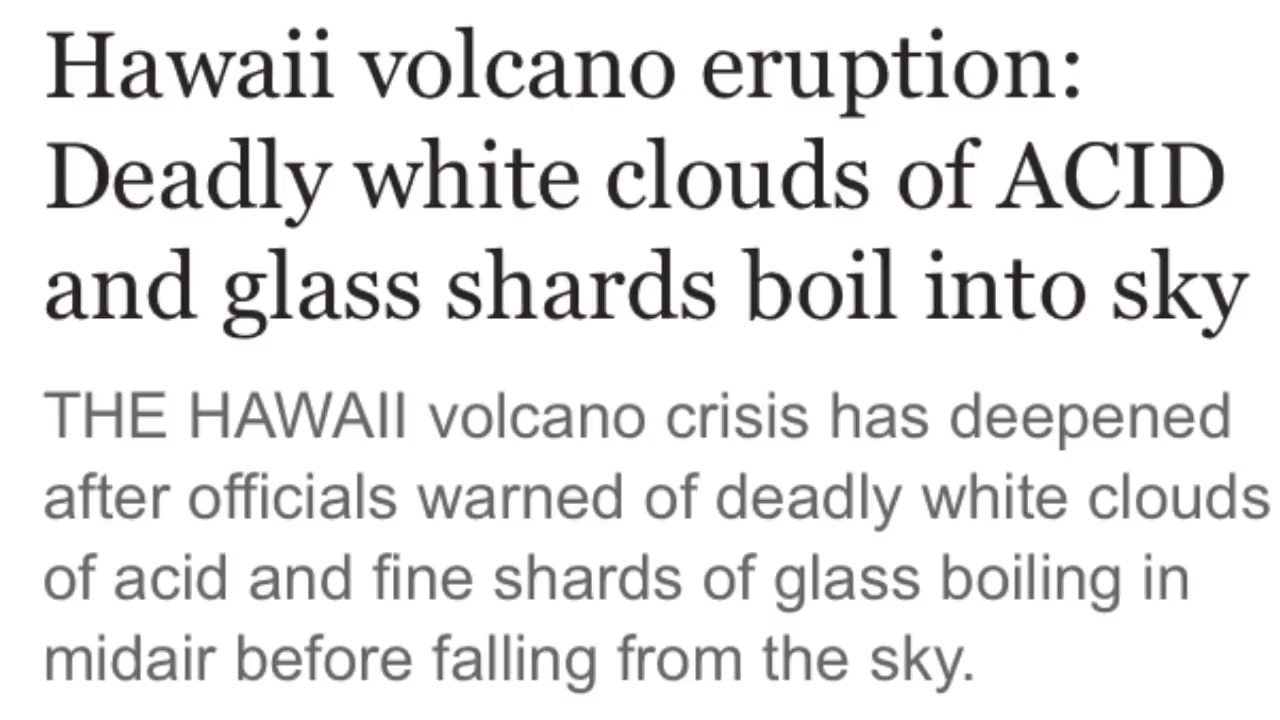 Hawaii volcano eruption:
Deadly white clouds of ACID
and glass shards boil into sky
THE HAWAII volcano crisis has deepened
after officials warned of deadly white clouds
of acid and fine shards of glass boiling in
midair before falling from the sky.